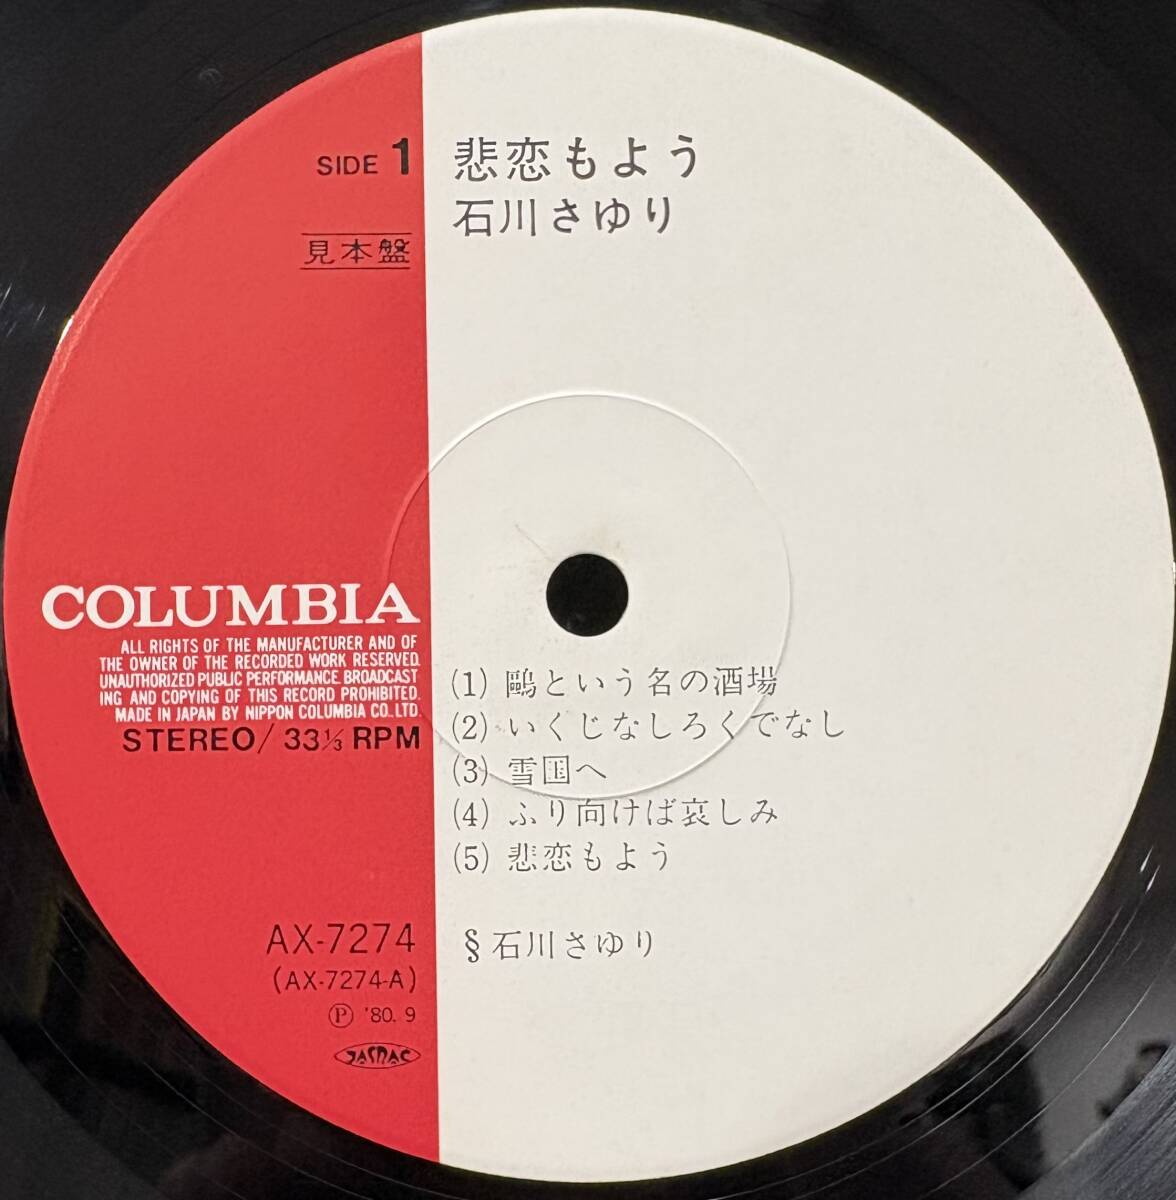 SIDE 1
悲恋もよう
石川さゆり
見本盤
COLUMBIA
ALL RIGHTS OF THE MANUFACTURER AND OF
THE OWNER OF THE RECORDED WORK RESERVED.
UNAUTHORIZED PUBLIC PERFORMANCE. BROADCAST
ING AND COPYING OF THIS RECORD PROHIBITED.
MADE IN JAPAN BY NIPPON COLUMBIA CO., LTD.
STEREO/33⅓ RPM
(1) 鷗という名の酒場
(2) いくじなしろくでなし
(3) 雪国へ
(4) ふり向けば哀しみ
(5) 悲恋もよう
§ 石川さゆり
AX-7274
(AX-7274-A)
Ⓟ '80. 9
JASRAC